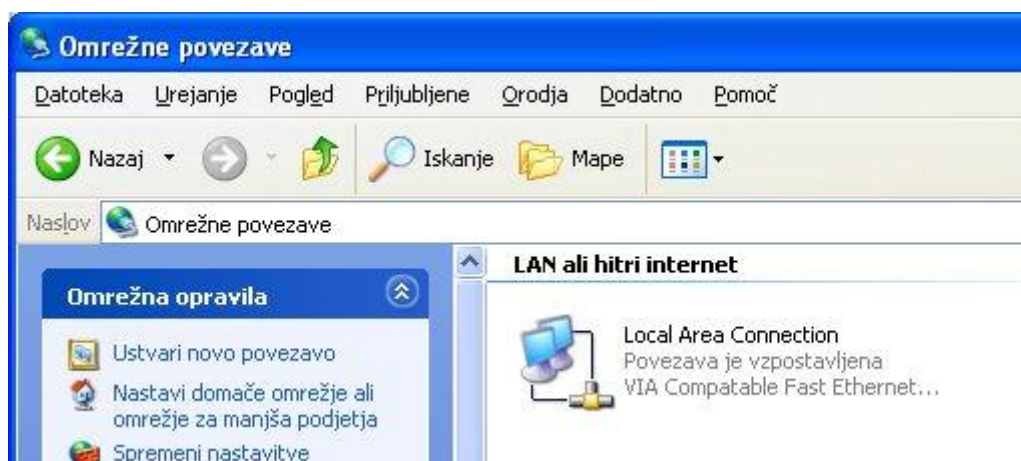 Omrežne povezave
Datoteka Urejanje Pogled Priljubljene Orodja Dodatno Pomoč
Nazaj Iskanje Mape
Naslov Omrežne povezave
Omrežna opravila
Ustvari novo povezavo
Nastavi domače omrežje ali
omrežje za manjša podjetja
Spremeni nastavitve
LAN ali hitri internet
Local Area Connection
Povezava je vzpostavljena
VIA Compatable Fast Ethernet...